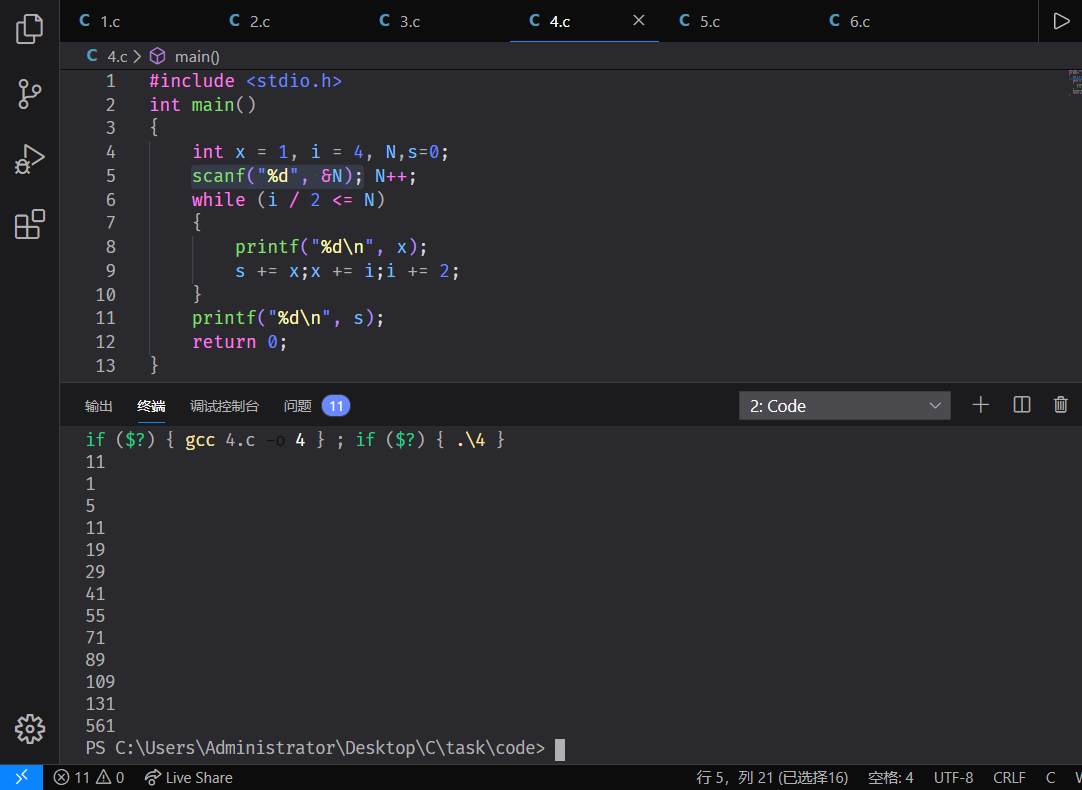 C 1.c C 2.c C 3.c C 4.c × C 5.c C 6.c
C 4.c > main()
1 #include <stdio.h>
2 int main()
3 {
4 int x = 1, i = 4, N,s=0;
5 scanf("%d", &N); N++;
6 while (i / 2 <= N)
7 {
8 printf("%d\n", x);
9 s += x;x += i;i += 2;
10 }
11 printf("%d\n", s);
12 return 0;
13 }
输出 终端 调试控制台 问题 11 2: Code
if ($?) { gcc 4.c -o 4 } ; if ($?) { .\4 }
11
1
5
11
19
29
41
55
71
89
109
131
561
PS C:\Users\Administrator\Desktop\C\task\code>
11 0 Live Share 行 5，列 21 (已选择16) 空格: 4 UTF-8 CRLF C